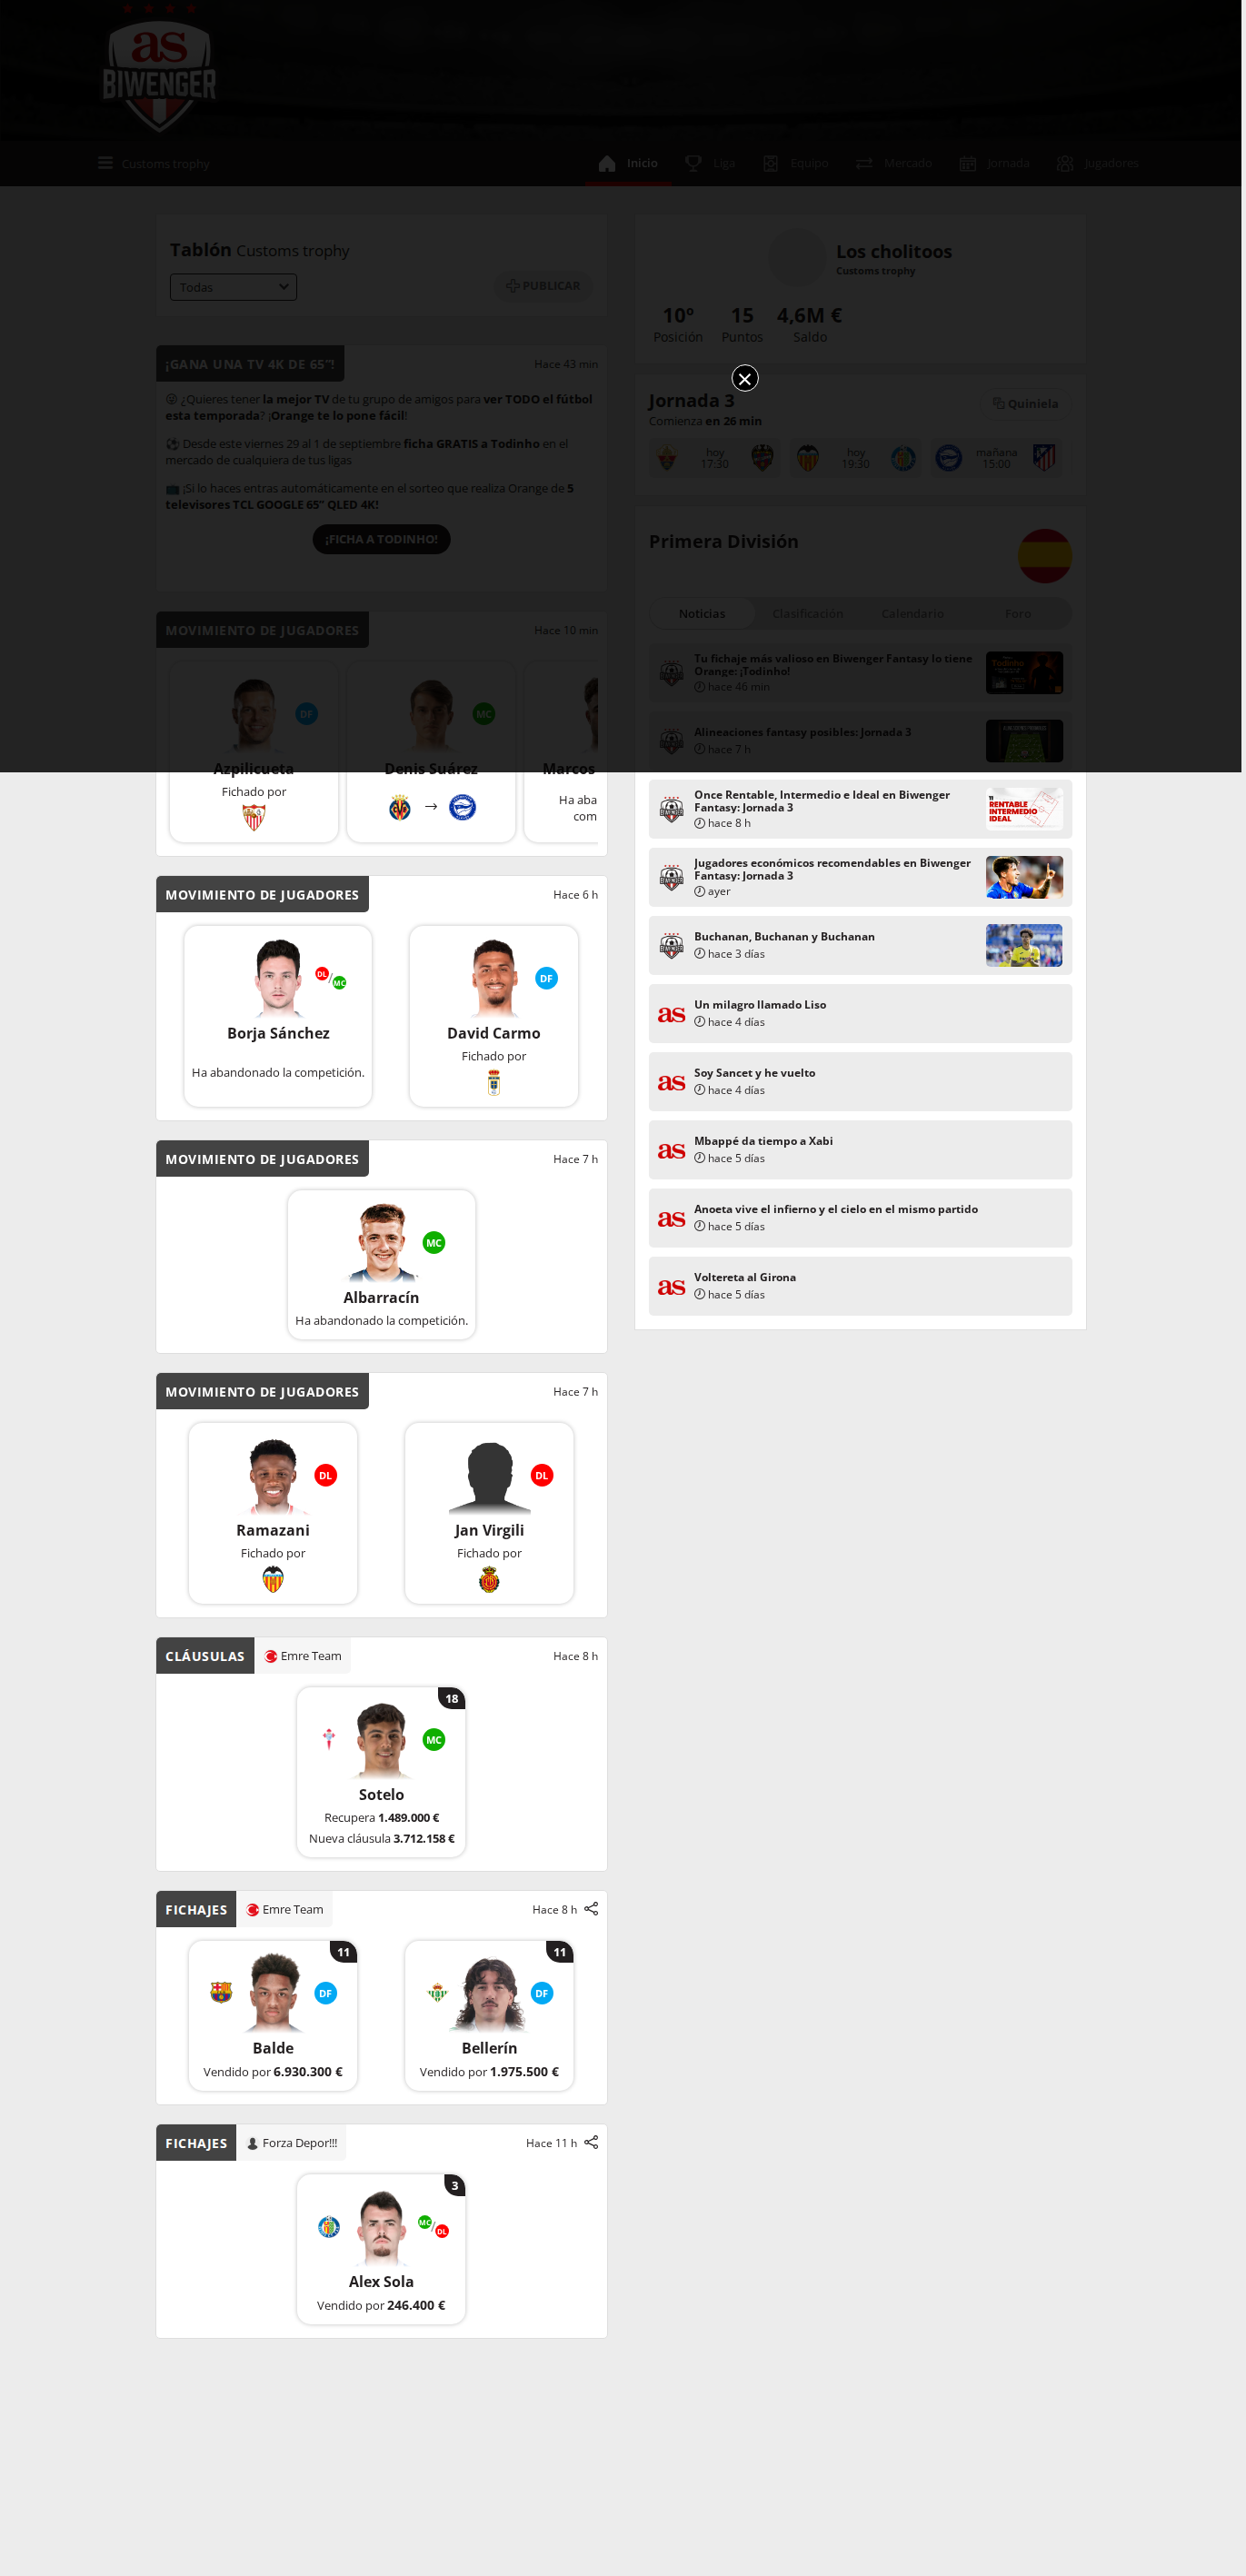 as
BIWENGER
Customs trophy
Inicio
Liga
Equipo
Mercado
Jornada
Jugadores
Tablón Customs trophy
Todas
PUBLICAR
¡GANA UNA TV 4K DE 65"!
Hace 43 min
¿Quieres tener la mejor TV de tu grupo de amigos para ver TODO el fútbol
esta temporada? ¡Orange te lo pone fácil!
Desde este viernes 29 al 1 de septiembre ficha GRATIS a Todinho en el
mercado de cualquiera de tus ligas
¡Si lo haces entras automáticamente en el sorteo que realiza Orange de 5
televisores TCL GOOGLE 65" QLED 4K!
¡FICHA A TODINHO!
MOVIMIENTO DE JUGADORES
Hace 10 min
DF
Azpilicueta
Fichado por
MC
Denis Suárez
Marcos
Ha aba
com
MOVIMIENTO DE JUGADORES
Hace 6 h
DL/MC
Borja Sánchez
Ha abandonado la competición.
DF
David Carmo
Fichado por
MOVIMIENTO DE JUGADORES
Hace 7 h
MC
Albarracín
Ha abandonado la competición.
MOVIMIENTO DE JUGADORES
Hace 7 h
DL
Ramazani
Fichado por
DL
Jan Virgili
Fichado por
CLÁUSULAS
Emre Team
Hace 8 h
18
MC
Sotelo
Recupera 1.489.000 €
Nueva cláusula 3.712.158 €
FICHAJES
Emre Team
Hace 8 h
11
DF
Balde
Vendido por 6.930.300 €
11
DF
Bellerín
Vendido por 1.975.500 €
FICHAJES
Forza Depor!!!
Hace 11 h
3
MC/DL
Alex Sola
Vendido por 246.400 €
Los cholitoos
Customs trophy
10º
Posición
15
Puntos
4,6M €
Saldo
Jornada 3
Comienza en 26 min
Quiniela
hoy
17:30
hoy
19:30
mañana
15:00
Primera División
Noticias
Clasificación
Calendario
Foro
Tu fichaje más valioso en Biwenger Fantasy lo tiene
Orange: ¡Todinho!
hace 46 min
Todinho
Alineaciones fantasy posibles: Jornada 3
hace 7 h
Once Rentable, Intermedio e Ideal en Biwenger
Fantasy: Jornada 3
hace 8 h
11
RENTABLE
INTERMEDIO
IDEAL
Jugadores económicos recomendables en Biwenger
Fantasy: Jornada 3
ayer
Buchanan, Buchanan y Buchanan
hace 3 días
as
Un milagro llamado Liso
hace 4 días
as
Soy Sancet y he vuelto
hace 4 días
as
Mbappé da tiempo a Xabi
hace 5 días
as
Anoeta vive el infierno y el cielo en el mismo partido
hace 5 días
as
Voltereta al Girona
hace 5 días